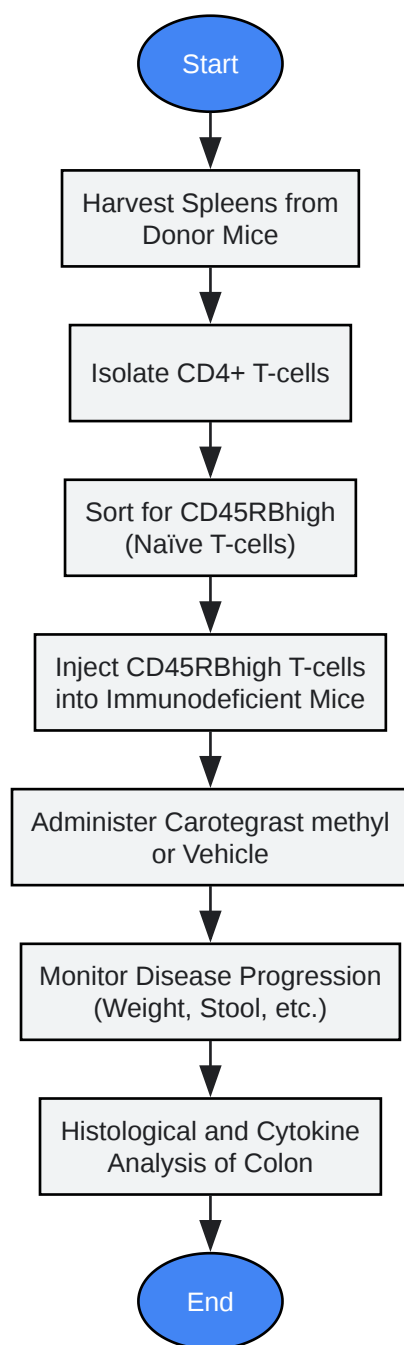 Start
Harvest Spleens from
Donor Mice
Isolate CD4+ T-cells
Sort for CD45RBhigh
(Naïve T-cells)
Inject CD45RBhigh T-cells
into Immunodeficient Mice
Administer Carotegrast methyl
or Vehicle
Monitor Disease Progression
(Weight, Stool, etc.)
Histological and Cytokine
Analysis of Colon
End